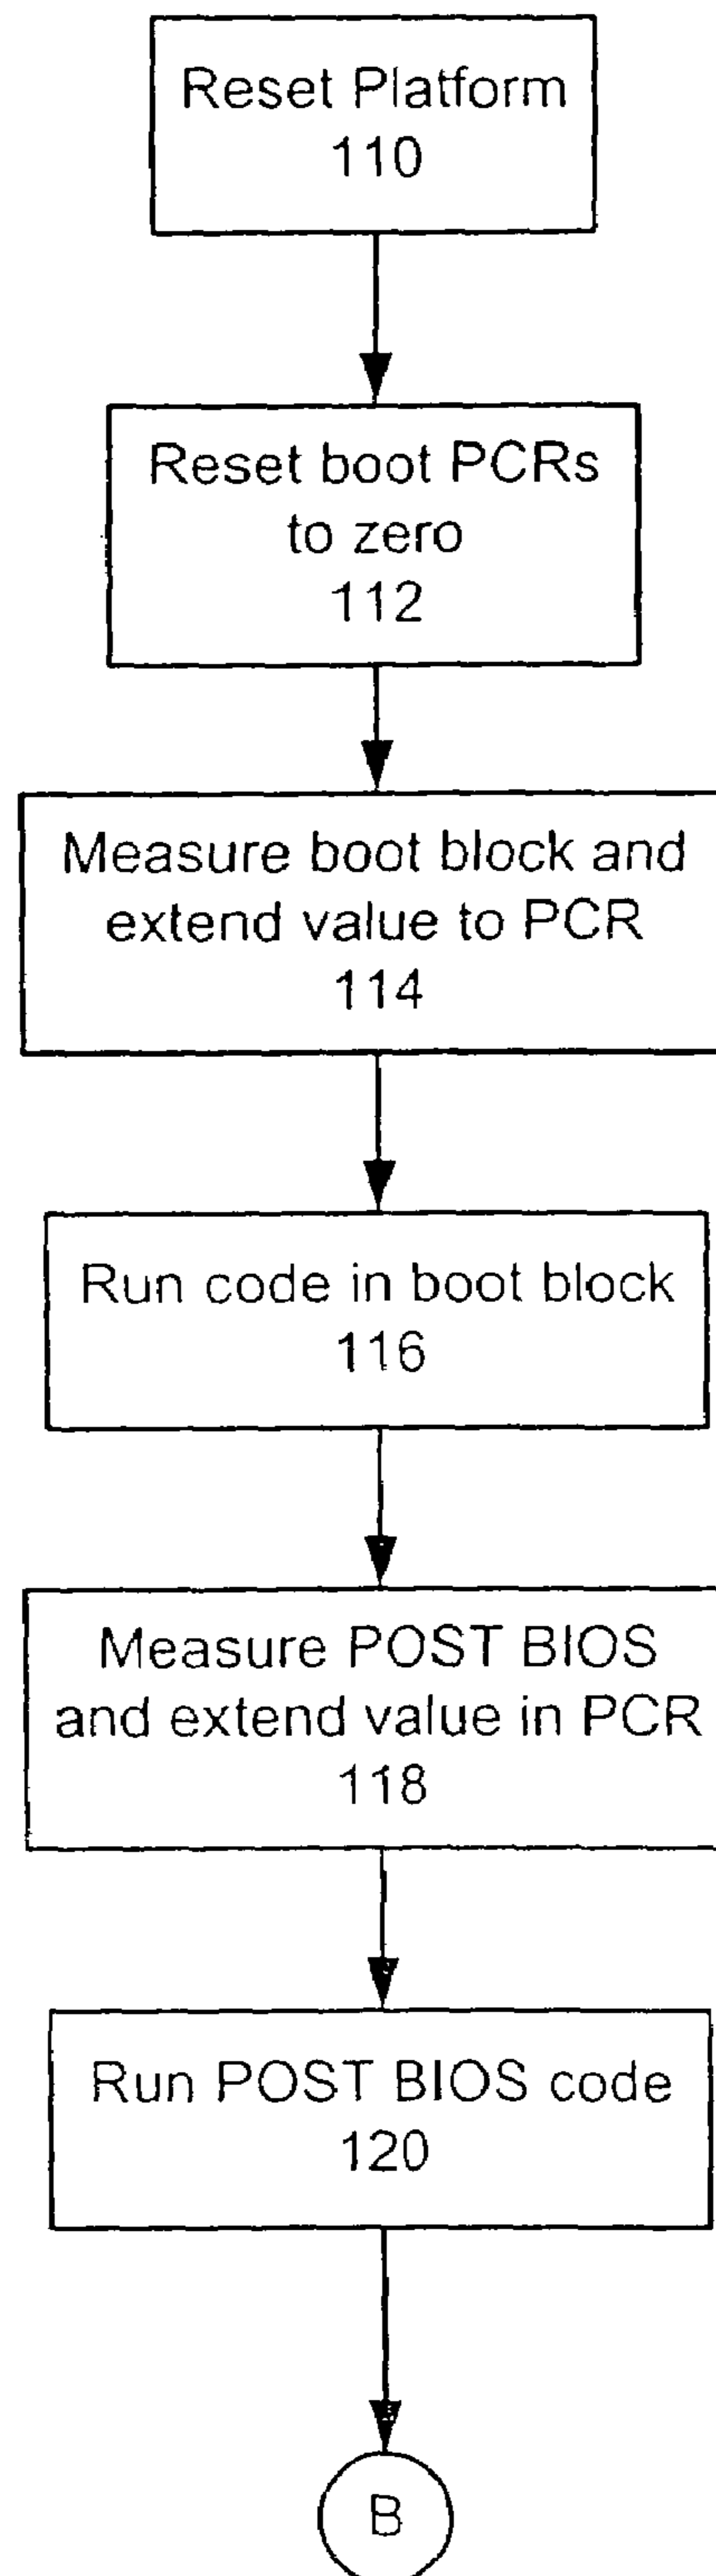 Reset Platform
110
Reset boot PCRs
to zero
112
Measure boot block and
extend value to PCR
114
Run code in boot block
116
Measure POST BIOS
and extend value in PCR
118
Run POST BIOS code
120
B